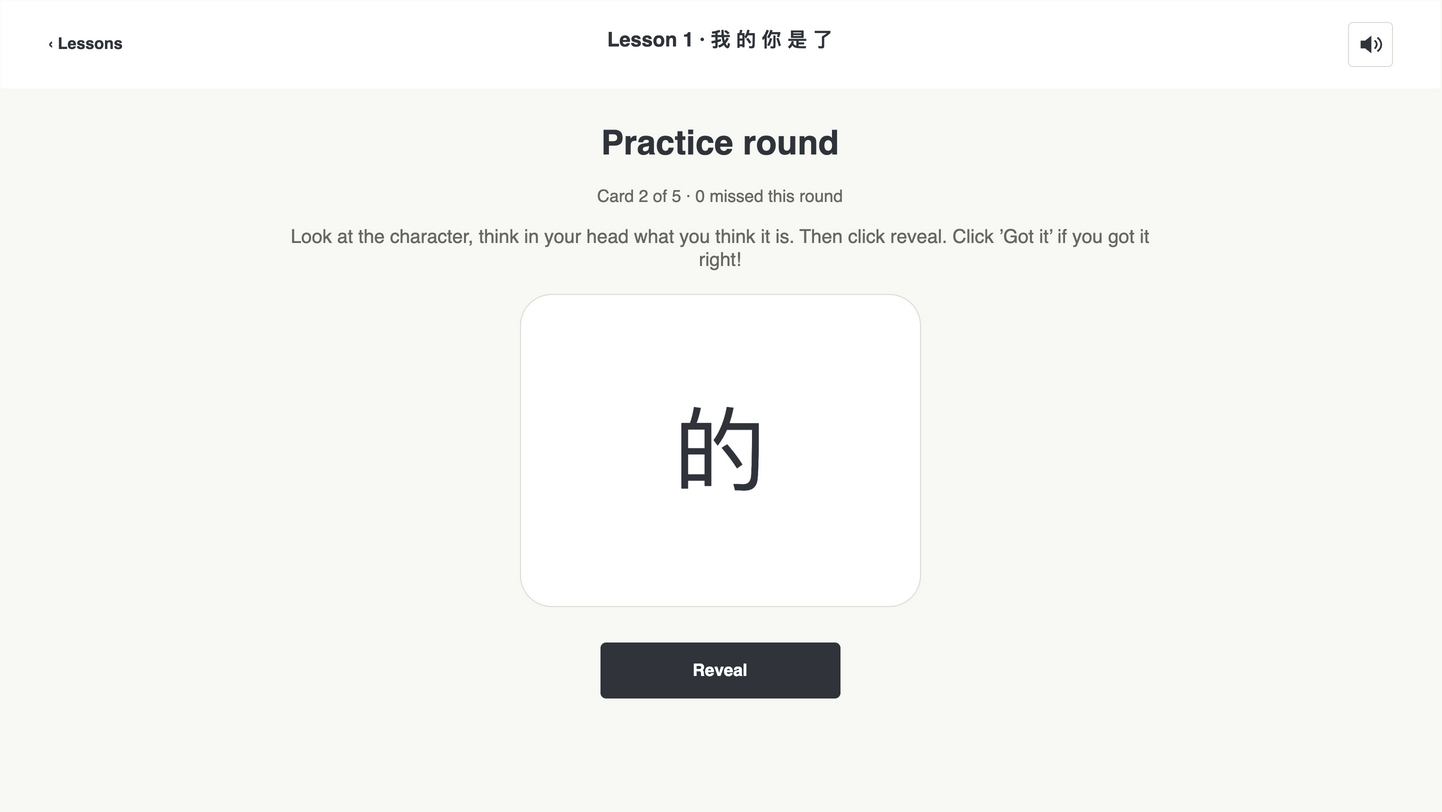 ‹ Lessons
Lesson 1 · 我 的 你 是 了
Practice round
Card 2 of 5 · 0 missed this round
Look at the character, think in your head what you think it is. Then click reveal. Click ’Got it’ if you got it
right!
的
Reveal